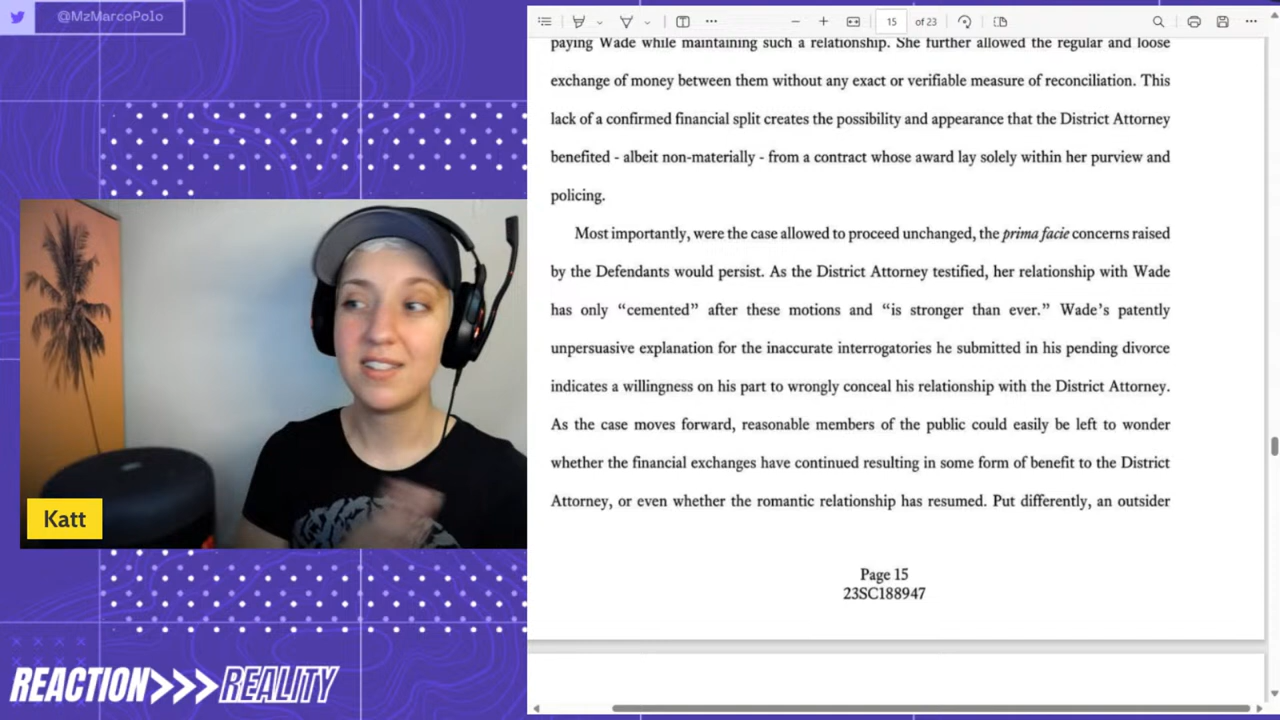 @MzMarcoPolo
15 of 23
paying Wade while maintaining such a relationship. She further allowed the regular and loose
exchange of money between them without any exact or verifiable measure of reconciliation. This
lack of a confirmed financial split creates the possibility and appearance that the District Attorney
benefited - albeit non-materially - from a contract whose award lay solely within her purview and
policing.
Most importantly, were the case allowed to proceed unchanged, the prima facie concerns raised
by the Defendants would persist. As the District Attorney testified, her relationship with Wade
has only “cemented” after these motions and “is stronger than ever.” Wade’s patently
unpersuasive explanation for the inaccurate interrogatories he submitted in his pending divorce
indicates a willingness on his part to wrongly conceal his relationship with the District Attorney.
As the case moves forward, reasonable members of the public could easily be left to wonder
whether the financial exchanges have continued resulting in some form of benefit to the District
Attorney, or even whether the romantic relationship has resumed. Put differently, an outsider
Page 15
23SC188947
Katt
REACTION>>>REALITY